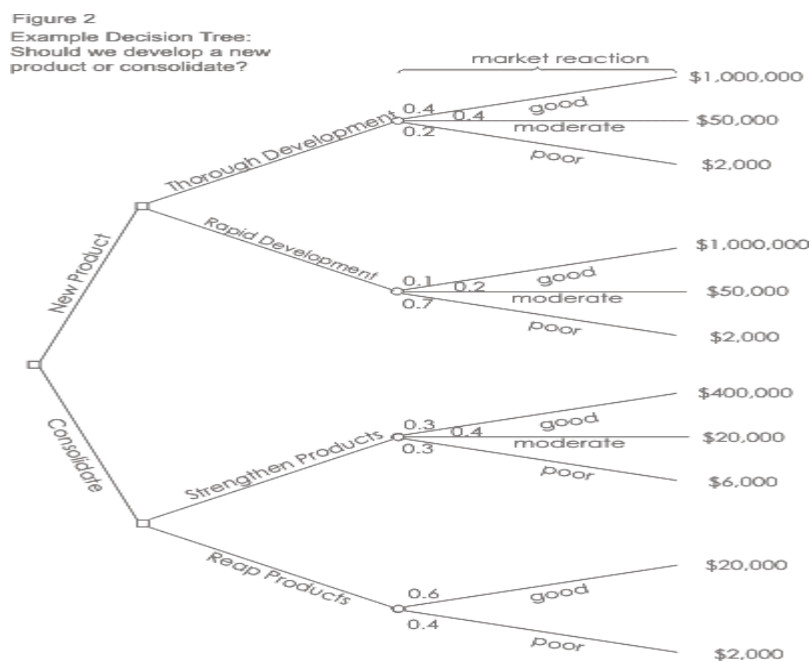 Figure 2
Example Decision Tree:
Should we develop a new
product or consolidate?
market reaction
Thorough Development
0.4
0.4
0.2
good
moderate
poor
$1,000,000
$50,000
$2,000
New Product
Rapid Development
0.1
0.2
0.7
good
moderate
poor
$1,000,000
$50,000
$2,000
Consolidate
Strengthen Products
0.3
0.4
0.3
good
moderate
poor
$400,000
$20,000
$6,000
Reap Products
0.6
0.4
good
poor
$20,000
$2,000